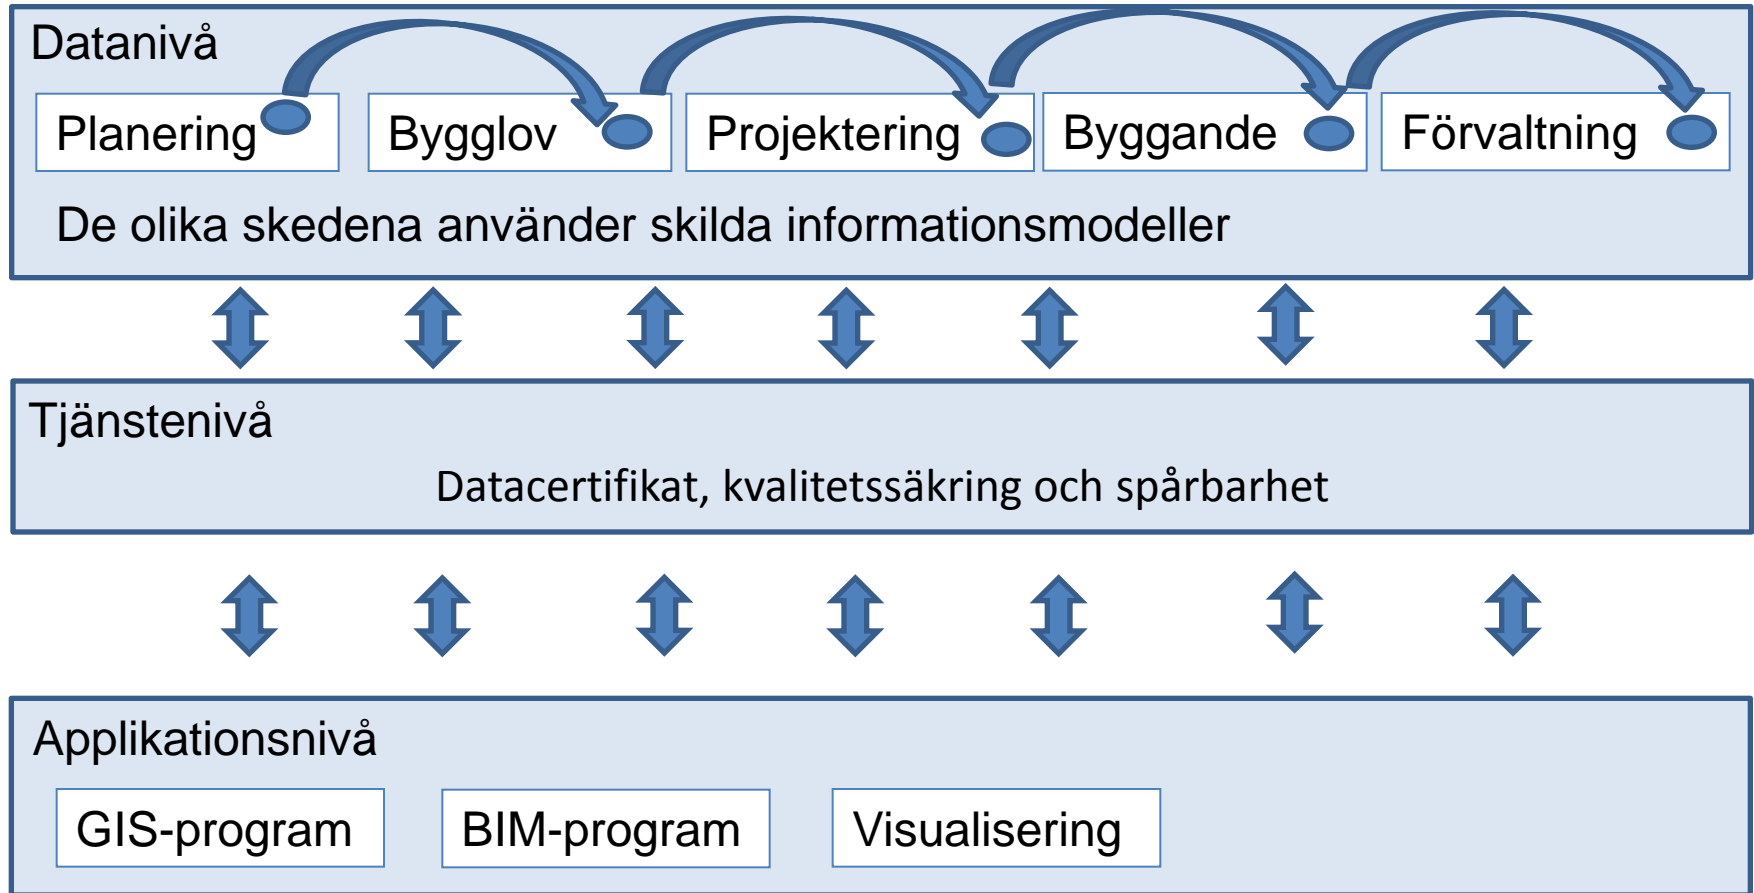 Datanivå
Planering Bygglov Projektering Byggande Förvaltning
De olika skedena använder skilda informationsmodeller
Tjänstenivå
Datacertifikat, kvalitetssäkring och spårbarhet
Applikationsnivå
GIS-program BIM-program Visualisering